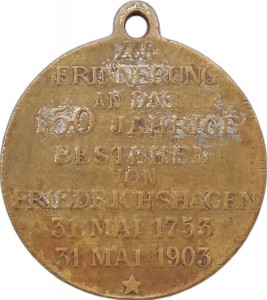 ZUR
ERINNERUNG
AN DAS
150 JÄHRIGE
BESTEHEN
VON
FRIEDRICHSHAGEN
31. MAI 1753
31 MAI 1903